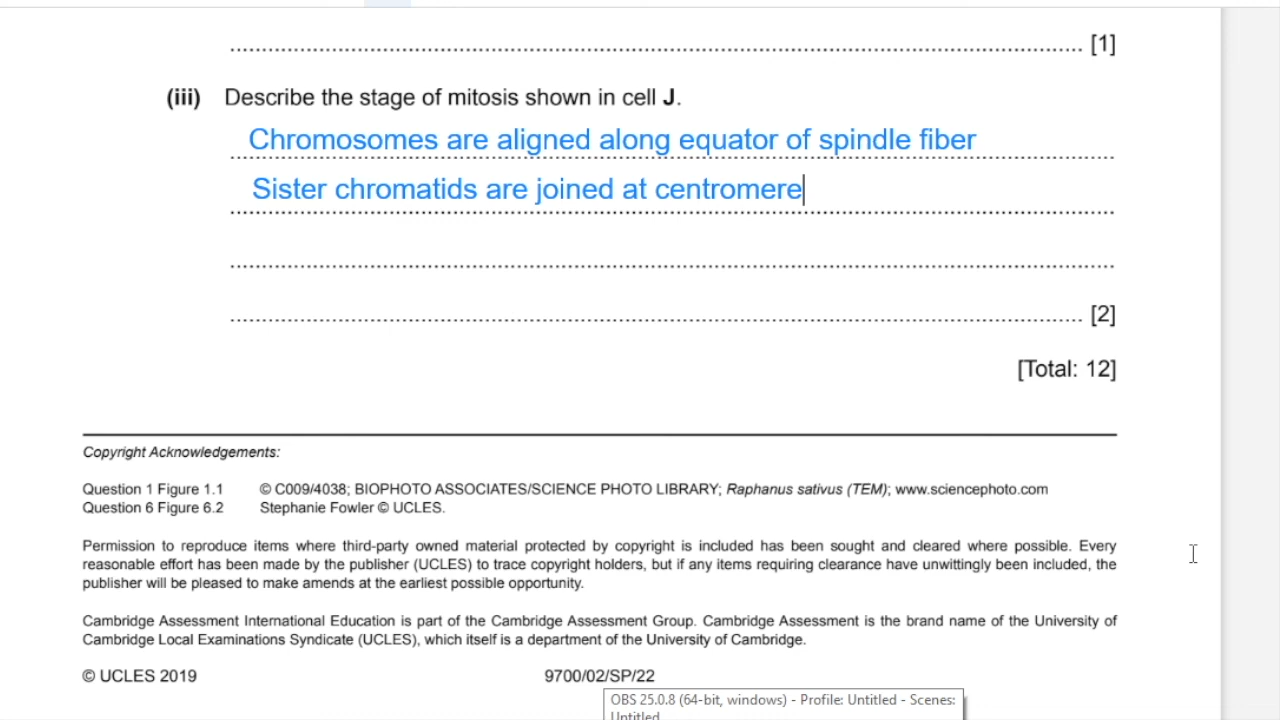 [1]
(iii) Describe the stage of mitosis shown in cell J.
Chromosomes are aligned along equator of spindle fiber
Sister chromatids are joined at centromere
[2]
[Total: 12]
Copyright Acknowledgements:
Question 1 Figure 1.1 © C009/4038; BIOPHOTO ASSOCIATES/SCIENCE PHOTO LIBRARY; Raphanus sativus (TEM); www.sciencephoto.com
Question 6 Figure 6.2 Stephanie Fowler © UCLES.
Permission to reproduce items where third-party owned material protected by copyright is included has been sought and cleared where possible. Every
reasonable effort has been made by the publisher (UCLES) to trace copyright holders, but if any items requiring clearance have unwittingly been included, the
publisher will be pleased to make amends at the earliest possible opportunity.
Cambridge Assessment International Education is part of the Cambridge Assessment Group. Cambridge Assessment is the brand name of the University of
Cambridge Local Examinations Syndicate (UCLES), which itself is a department of the University of Cambridge.
© UCLES 2019 9700/02/SP/22
OBS 25.0.8 (64-bit, windows) - Profile: Untitled - Scenes:
Untitled